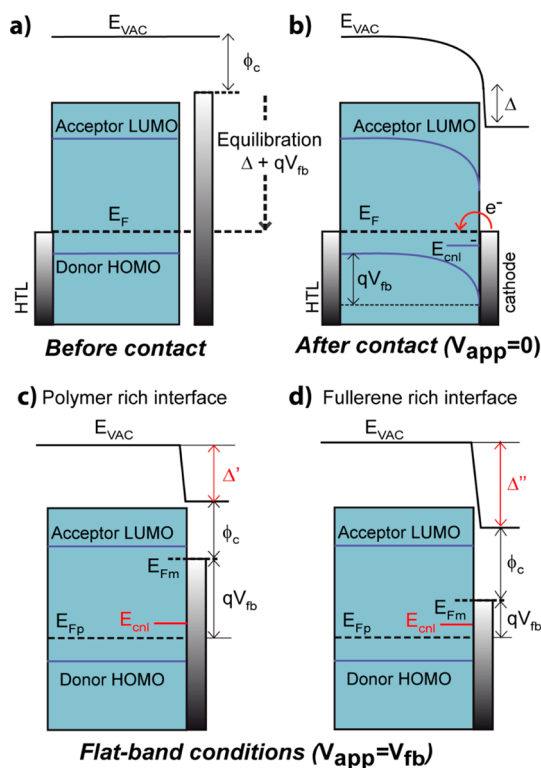 a)
E_VAC
ϕ_c
Acceptor LUMO
Equilibration
Δ + qV_fb
E_F
Donor HOMO
HTL
Before contact
b)
E_VAC
Δ
Acceptor LUMO
e⁻
E_F
-
E_cnl
qV_fb
HTL
cathode
After contact (V_app=0)
c) Polymer rich interface
E_VAC
Δ'
Acceptor LUMO
ϕ_c
E_Fm
qV_fb
E_Fp
E_cnl
Donor HOMO
d) Fullerene rich interface
E_VAC
Δ''
Acceptor LUMO
ϕ_c
E_Fm
E_Fp
E_cnl
qV_fb
Donor HOMO
Flat-band conditions (V_app=V_fb)